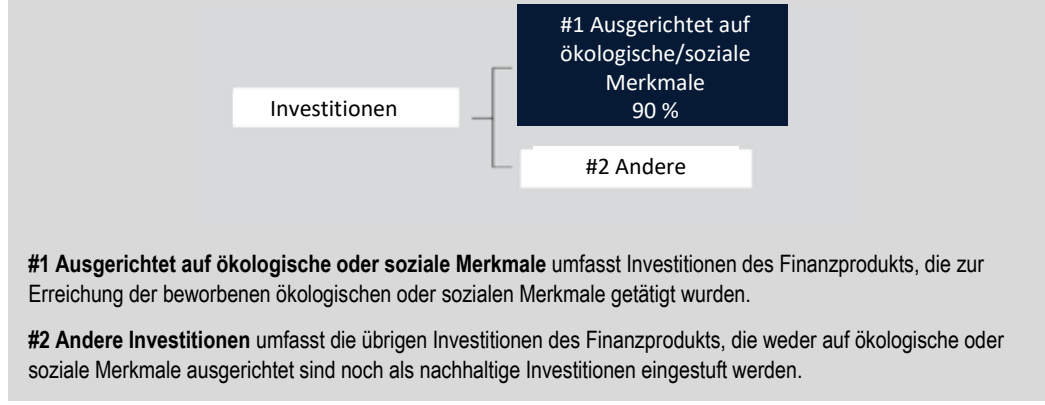 #1 Ausgerichtet auf
ökologische/soziale
Merkmale
90 %
Investitionen
#2 Andere
#1 Ausgerichtet auf ökologische oder soziale Merkmale umfasst Investitionen des Finanzprodukts, die zur
Erreichung der beworbenen ökologischen oder sozialen Merkmale getätigt wurden.
#2 Andere Investitionen umfasst die übrigen Investitionen des Finanzprodukts, die weder auf ökologische oder
soziale Merkmale ausgerichtet sind noch als nachhaltige Investitionen eingestuft werden.